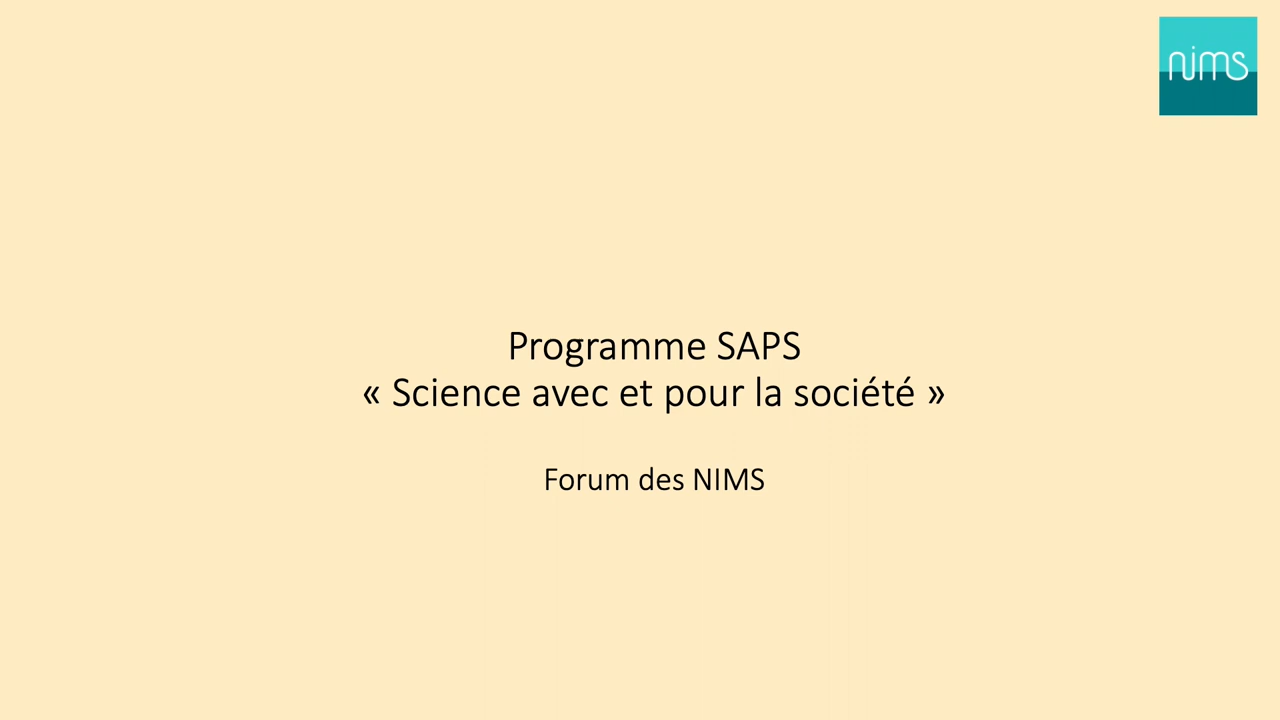 nims
Programme SAPS
« Science avec et pour la société »
Forum des NIMS